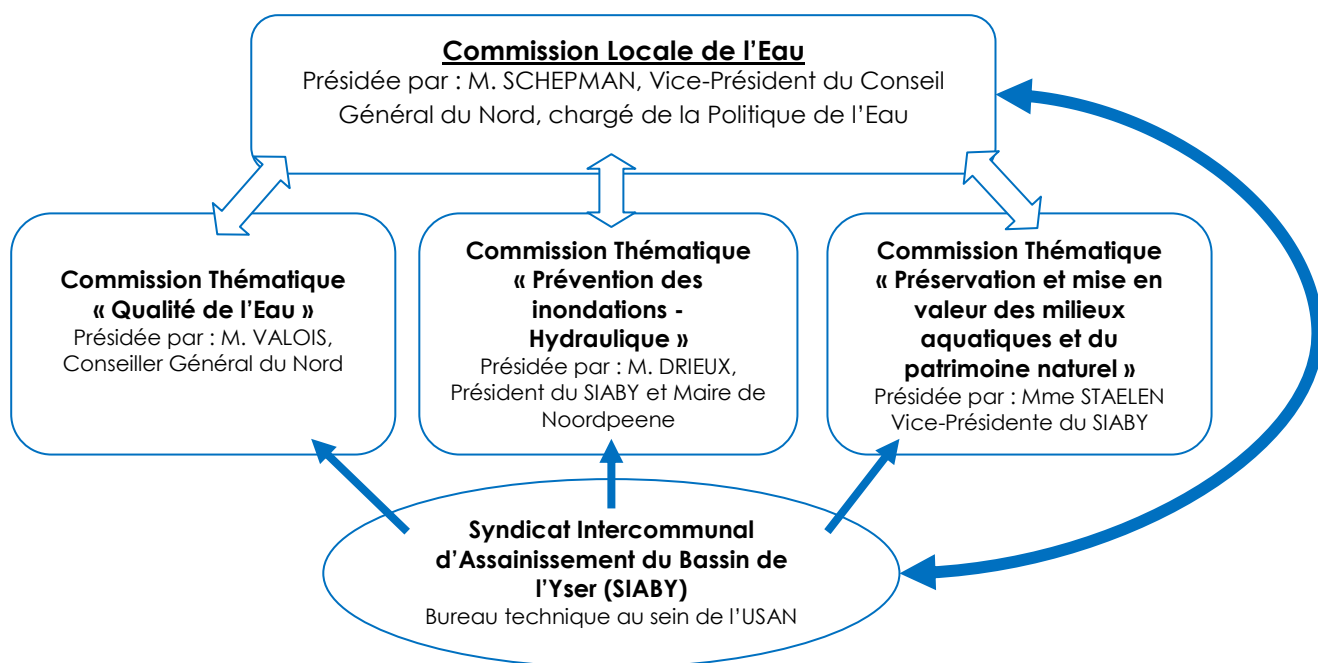 Commission Locale de l’Eau
Présidée par : M. SCHEPMAN, Vice-Président du Conseil
Général du Nord, chargé de la Politique de l’Eau
Commission Thématique
« Qualité de l’Eau »
Présidée par : M. VALOIS,
Conseiller Général du Nord
Commission Thématique
« Prévention des
inondations -
Hydraulique »
Présidée par : M. DRIEUX,
Président du SIABY et Maire de
Noordpeene
Commission Thématique
« Préservation et mise en
valeur des milieux
aquatiques et du
patrimoine naturel »
Présidée par : Mme STAELEN
Vice-Présidente du SIABY
Syndicat Intercommunal
d’Assainissement du Bassin de
l’Yser (SIABY)
Bureau technique au sein de l’USAN